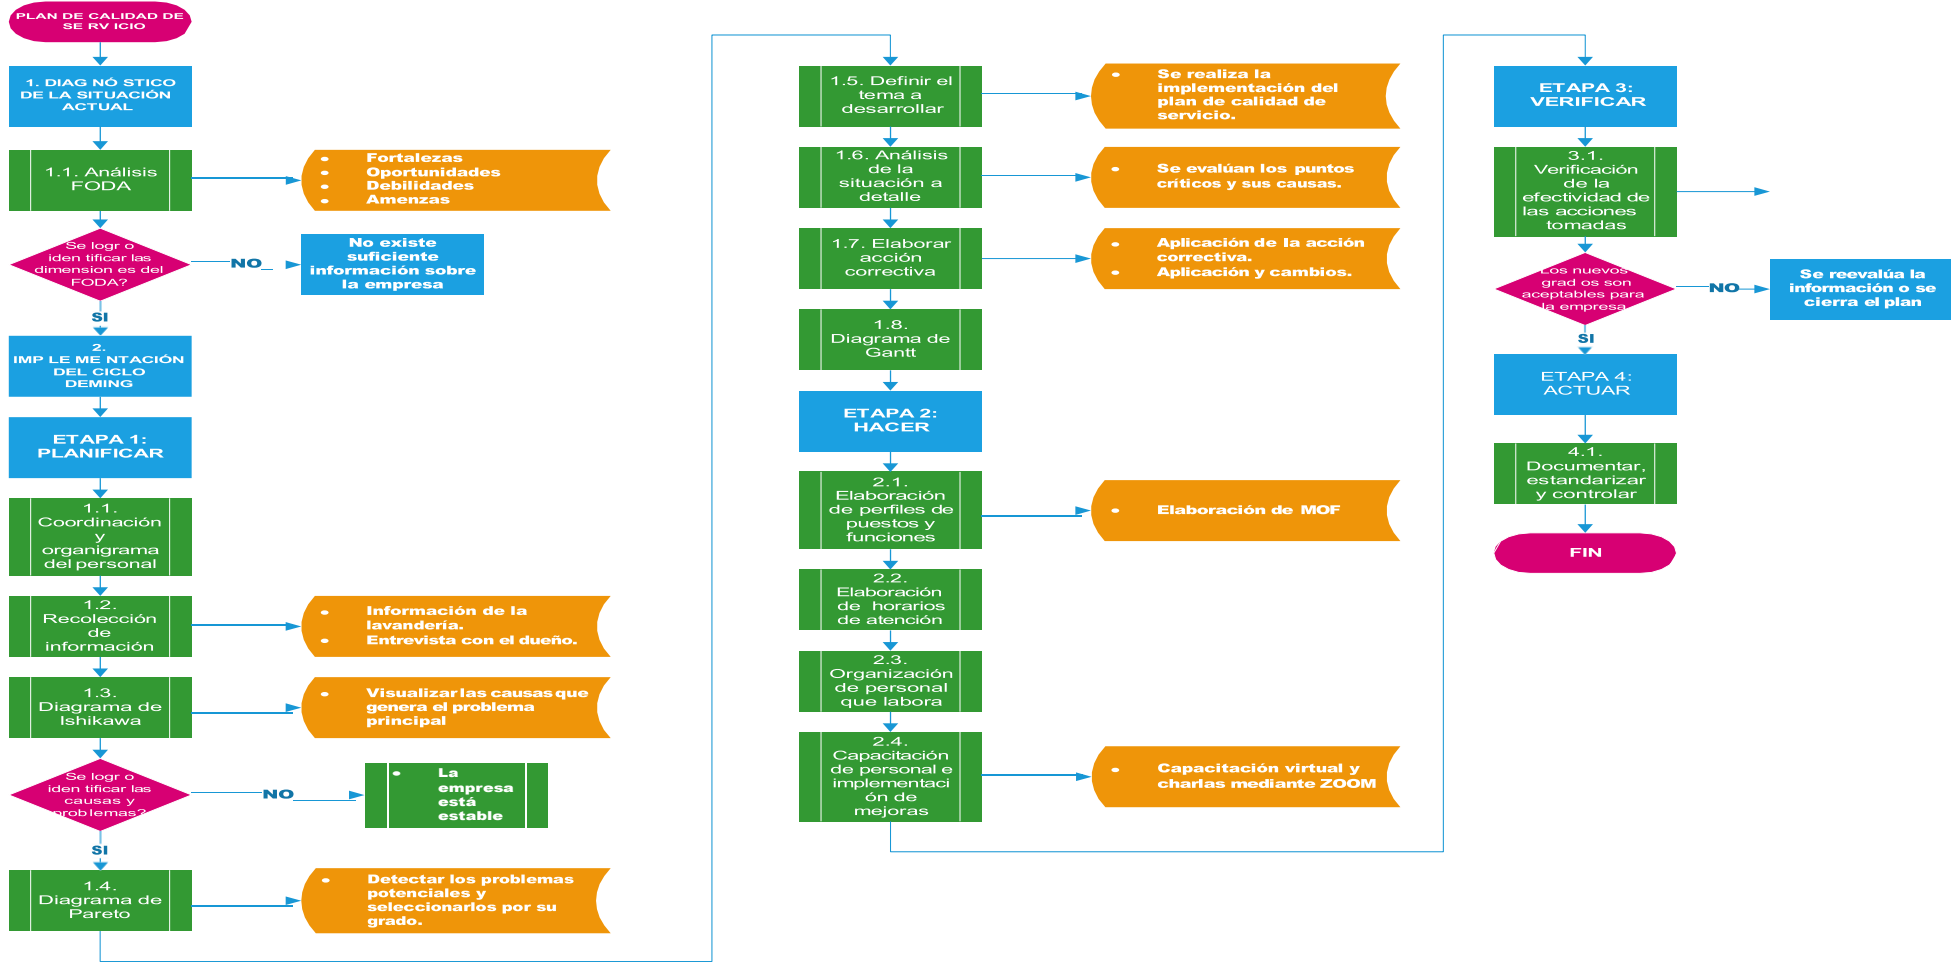 PLAN DE CALIDAD DE
SE RV ICIO
1. DIAG NÓ STICO
DE LA SITUACIÓN
ACTUAL
1.1. Análisis
FODA
• Fortalezas
• Oportunidades
• Debilidades
• Amenzas
Se logr o
iden tificar las
dimension es del
FODA?
NO
No existe
suficiente
información sobre
la empresa
SI
2.
IMP LE ME NTACIÓN
DEL CICLO
DEMING
ETAPA 1:
PLANIFICAR
1.1.
Coordinación
y
organigrama
del personal
1.2.
Recolección
de
información
• Información de la
lavandería.
• Entrevista con el dueño.
1.3.
Diagrama de
Ishikawa
• Visualizar las causas que
genera el problema
principal
Se logr o
iden tificar las
causas y
problemas?
NO
• La
empresa
está
estable
SI
1.4.
Diagrama de
Pareto
• Detectar los problemas
potenciales y
seleccionarlos por su
grado.
1.5. Definir el
tema a
desarrollar
• Se realiza la
implementación del
plan de calidad de
servicio.
1.6. Análisis
de la
situación a
detalle
• Se evalúan los puntos
críticos y sus causas.
1.7. Elaborar
acción
correctiva
• Aplicación de la acción
correctiva.
• Aplicación y cambios.
1.8.
Diagrama de
Gantt
ETAPA 2:
HACER
2.1.
Elaboración
de perfiles de
puestos y
funciones
• Elaboración de MOF
2.2.
Elaboración
de horarios
de atención
2.3.
Organización
de personal
que labora
2.4.
Capacitación
de personal e
implementaci
ón de
mejoras
• Capacitación virtual y
charlas mediante ZOOM
ETAPA 3:
VERIFICAR
3.1.
Verificación
de la
efectividad de
las acciones
tomadas
Los nuevos
grad os son
aceptables para
la empresa
NO
Se reevalúa la
información o se
cierra el plan
SI
ETAPA 4:
ACTUAR
4.1.
Documentar,
estandarizar
y controlar
FIN